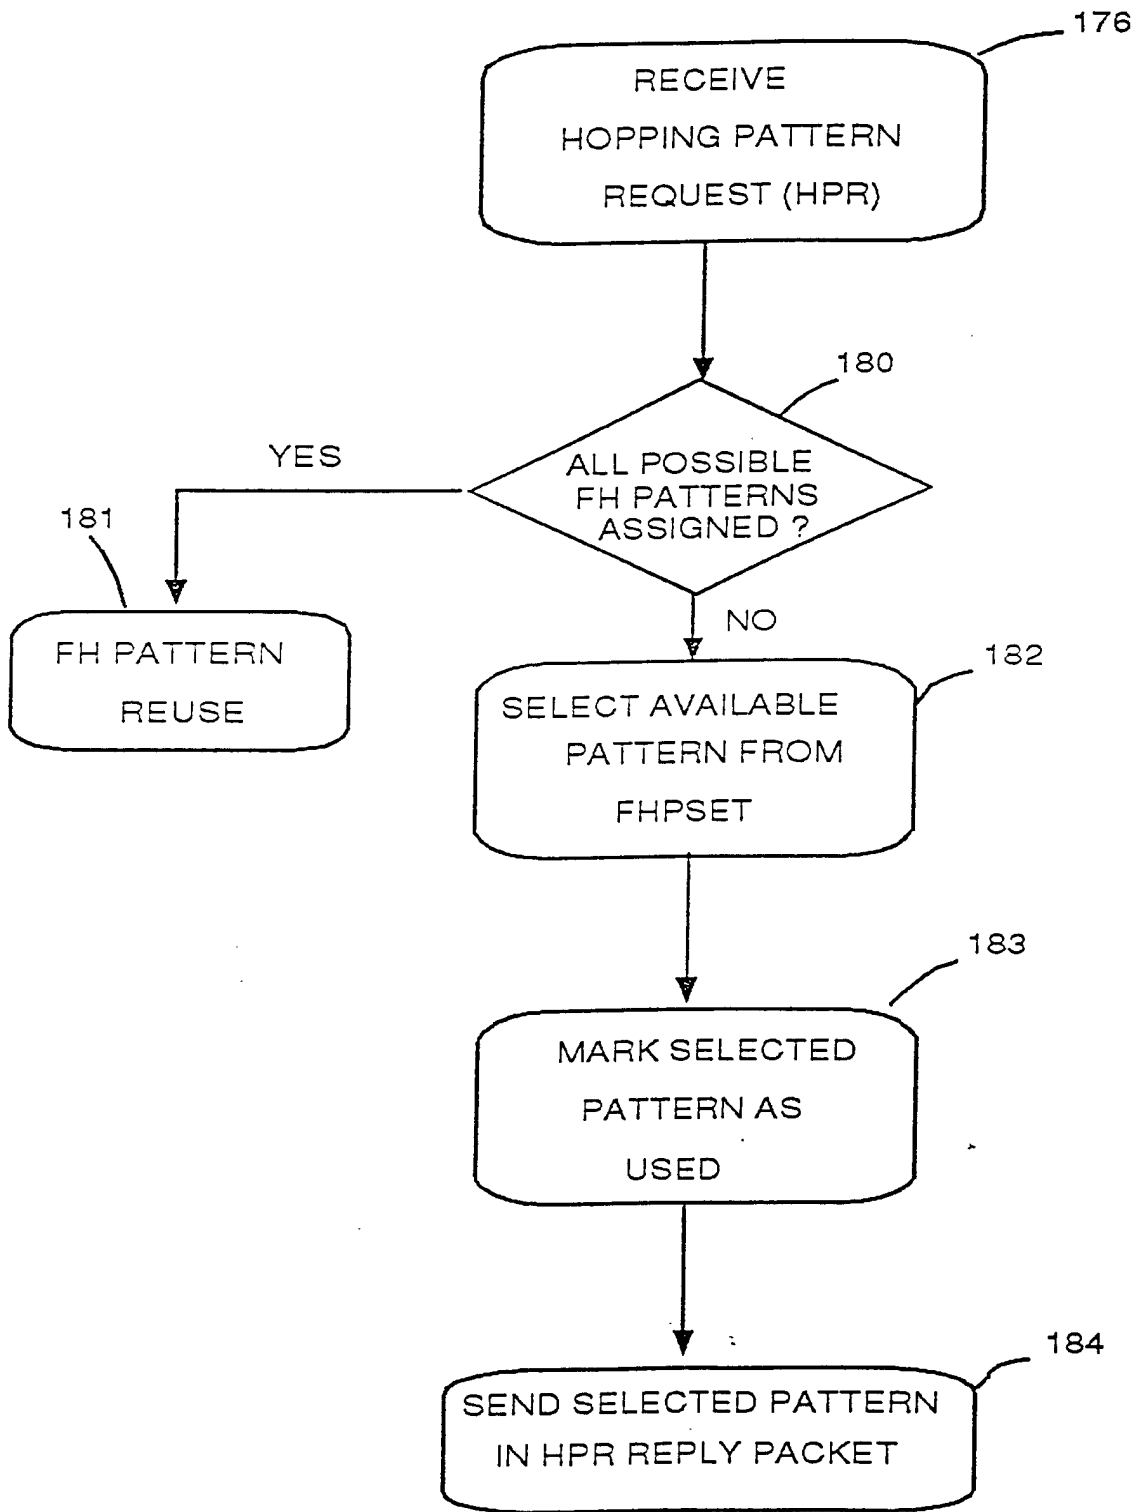 176
RECEIVE
HOPPING PATTERN
REQUEST (HPR)
180
ALL POSSIBLE
FH PATTERNS
ASSIGNED ?
YES
181
FH PATTERN
REUSE
NO
182
SELECT AVAILABLE
PATTERN FROM
FHPSET
183
MARK SELECTED
PATTERN AS
USED
184
SEND SELECTED PATTERN
IN HPR REPLY PACKET